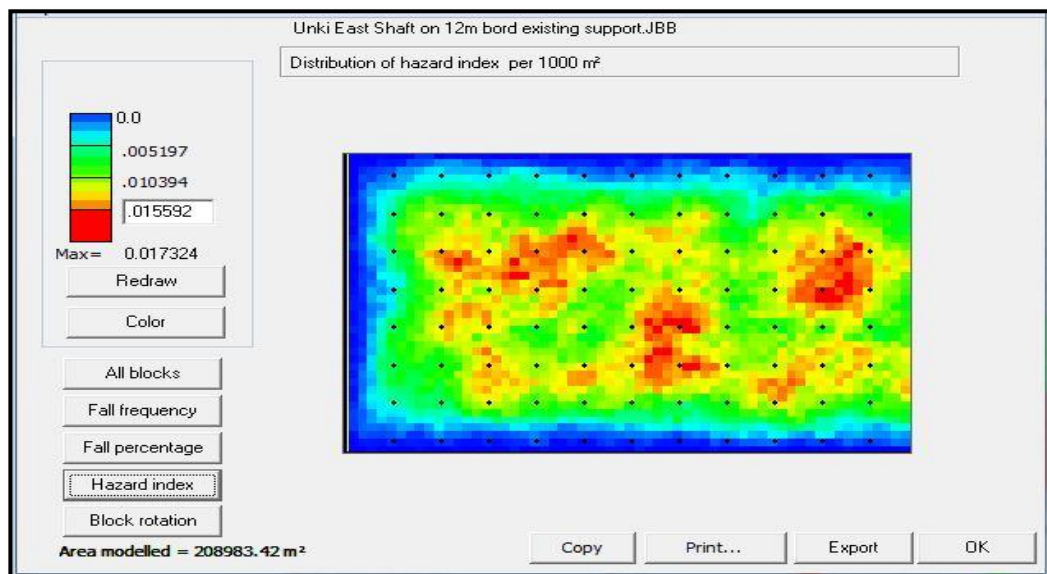 Unki East Shaft on 12m bord existing support.JBB
Distribution of hazard index per 1000 m²
0.0
.005197
.010394
.015592
Max= 0.017324
Redraw
Color
All blocks
Fall frequency
Fall percentage
Hazard index
Block rotation
Area modelled = 208983.42 m²
Copy
Print...
Export
OK